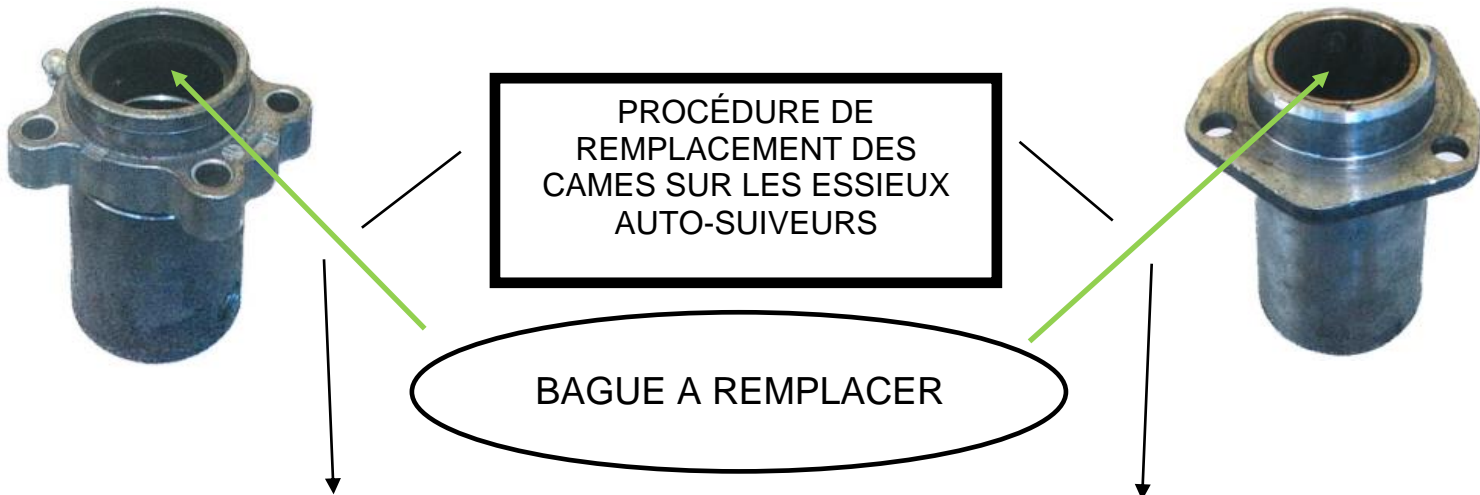 PROCÉDURE DE
REMPLACEMENT DES
CAMES SUR LES ESSIEUX
AUTO-SUIVEURS
BAGUE A REMPLACER